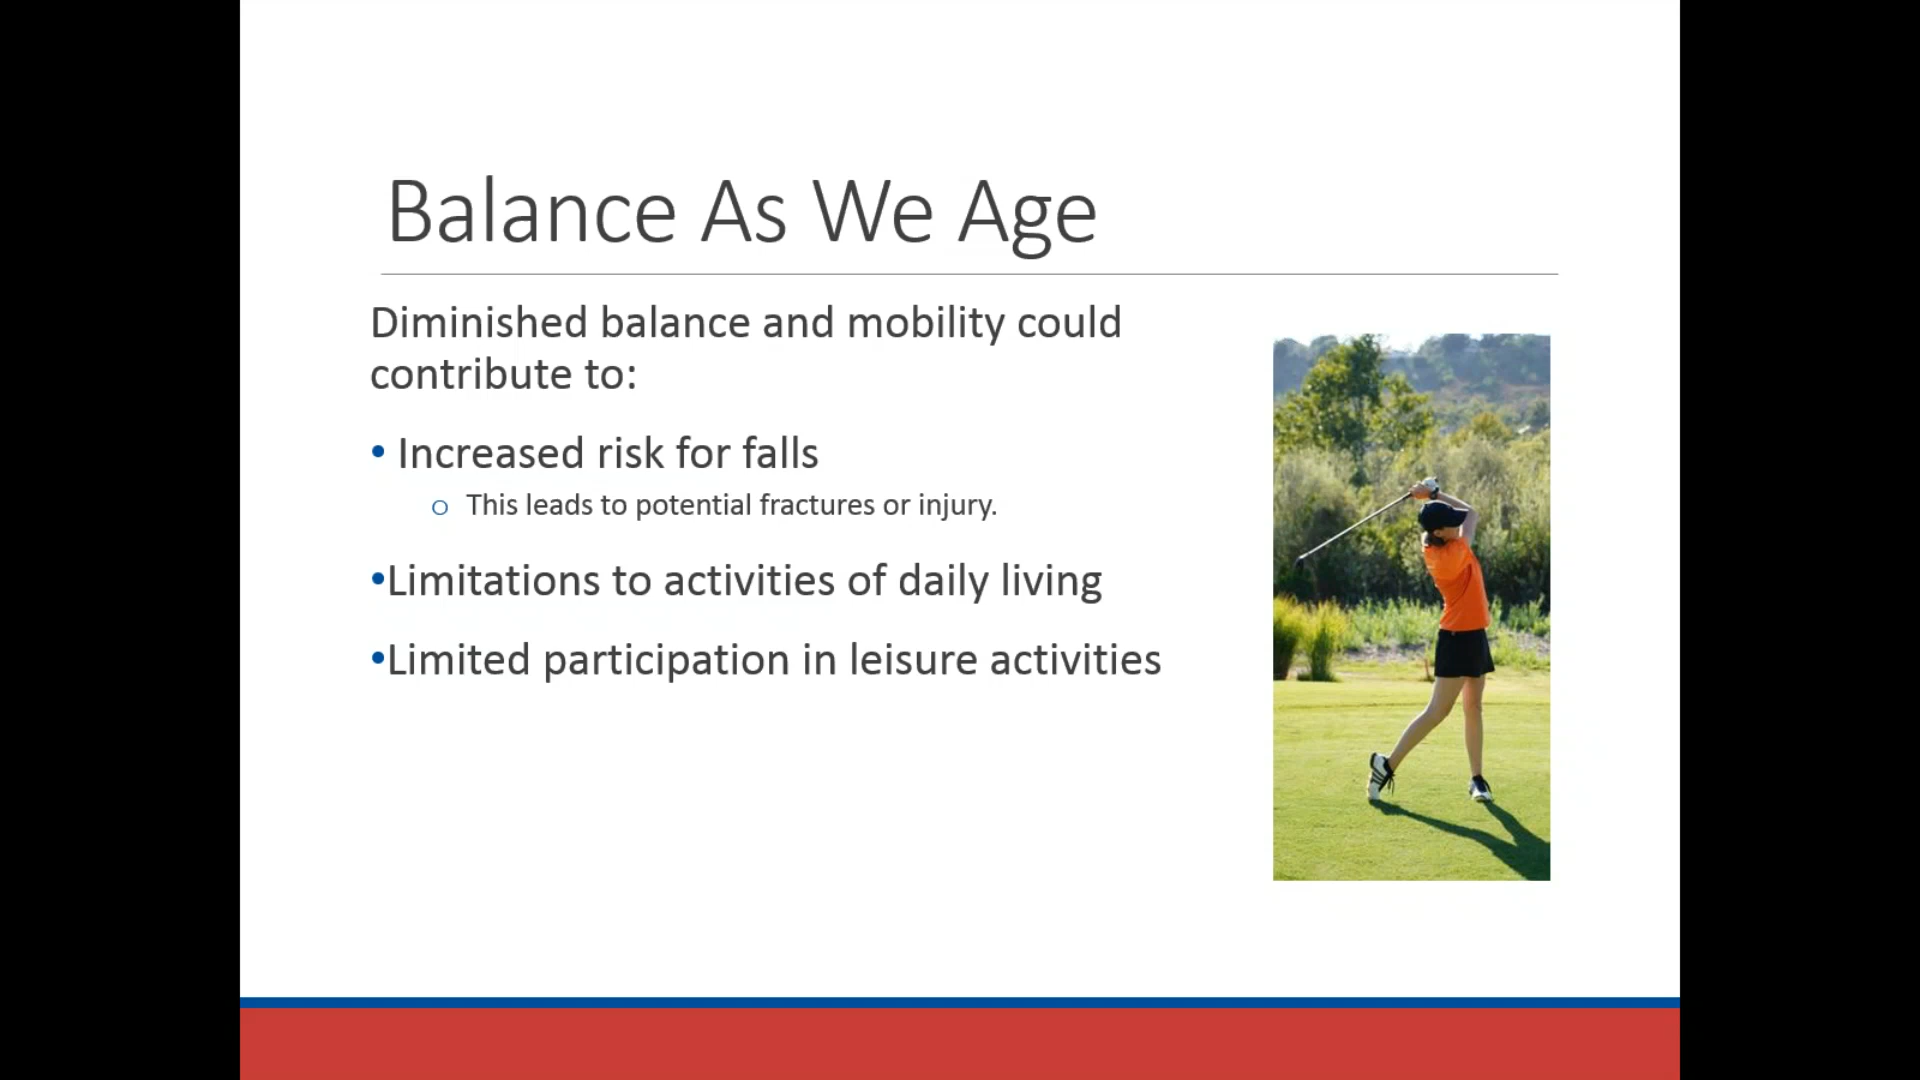 Balance As We Age
Diminished balance and mobility could
contribute to:
• Increased risk for falls
o This leads to potential fractures or injury.
•Limitations to activities of daily living
•Limited participation in leisure activities